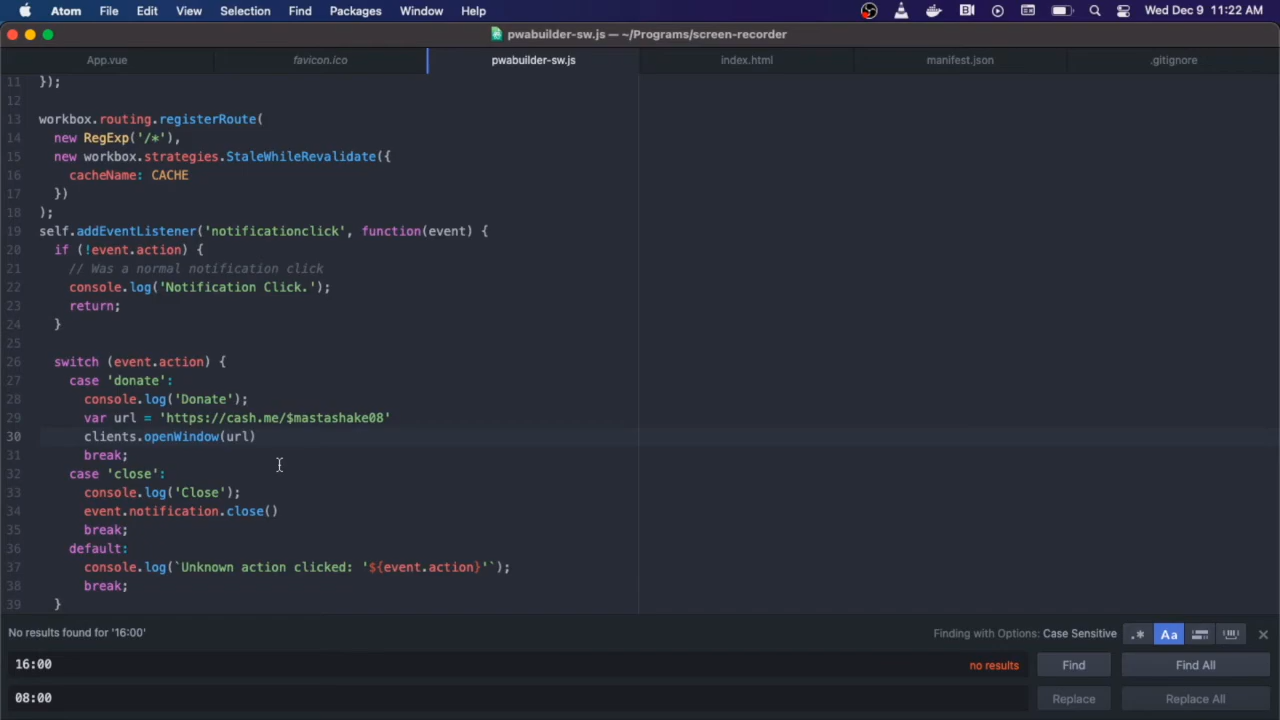 Atom File Edit View Selection Find Packages Window Help Wed Dec 9 11:22 AM
pwabuilder-sw.js — ~/Programs/screen-recorder
App.vue favicon.ico pwabuilder-sw.js index.html manifest.json .gitignore
11 });
12
13 workbox.routing.registerRoute(
14 new RegExp('/*'),
15 new workbox.strategies.StaleWhileRevalidate({
16 cacheName: CACHE
17 })
18 );
19 self.addEventListener('notificationclick', function(event) {
20 if (!event.action) {
21 // Was a normal notification click
22 console.log('Notification Click.');
23 return;
24 }
25
26 switch (event.action) {
27 case 'donate':
28 console.log('Donate');
29 var url = 'https://cash.me/$mastashake08'
30 clients.openWindow(url)
31 break;
32 case 'close':
33 console.log('Close');
34 event.notification.close()
35 break;
36 default:
37 console.log(`Unknown action clicked: '${event.action}'`);
38 break;
39 }
No results found for '16:00' Finding with Options: Case Sensitive .* Aa
16:00 no results Find Find All
08:00 Replace Replace All